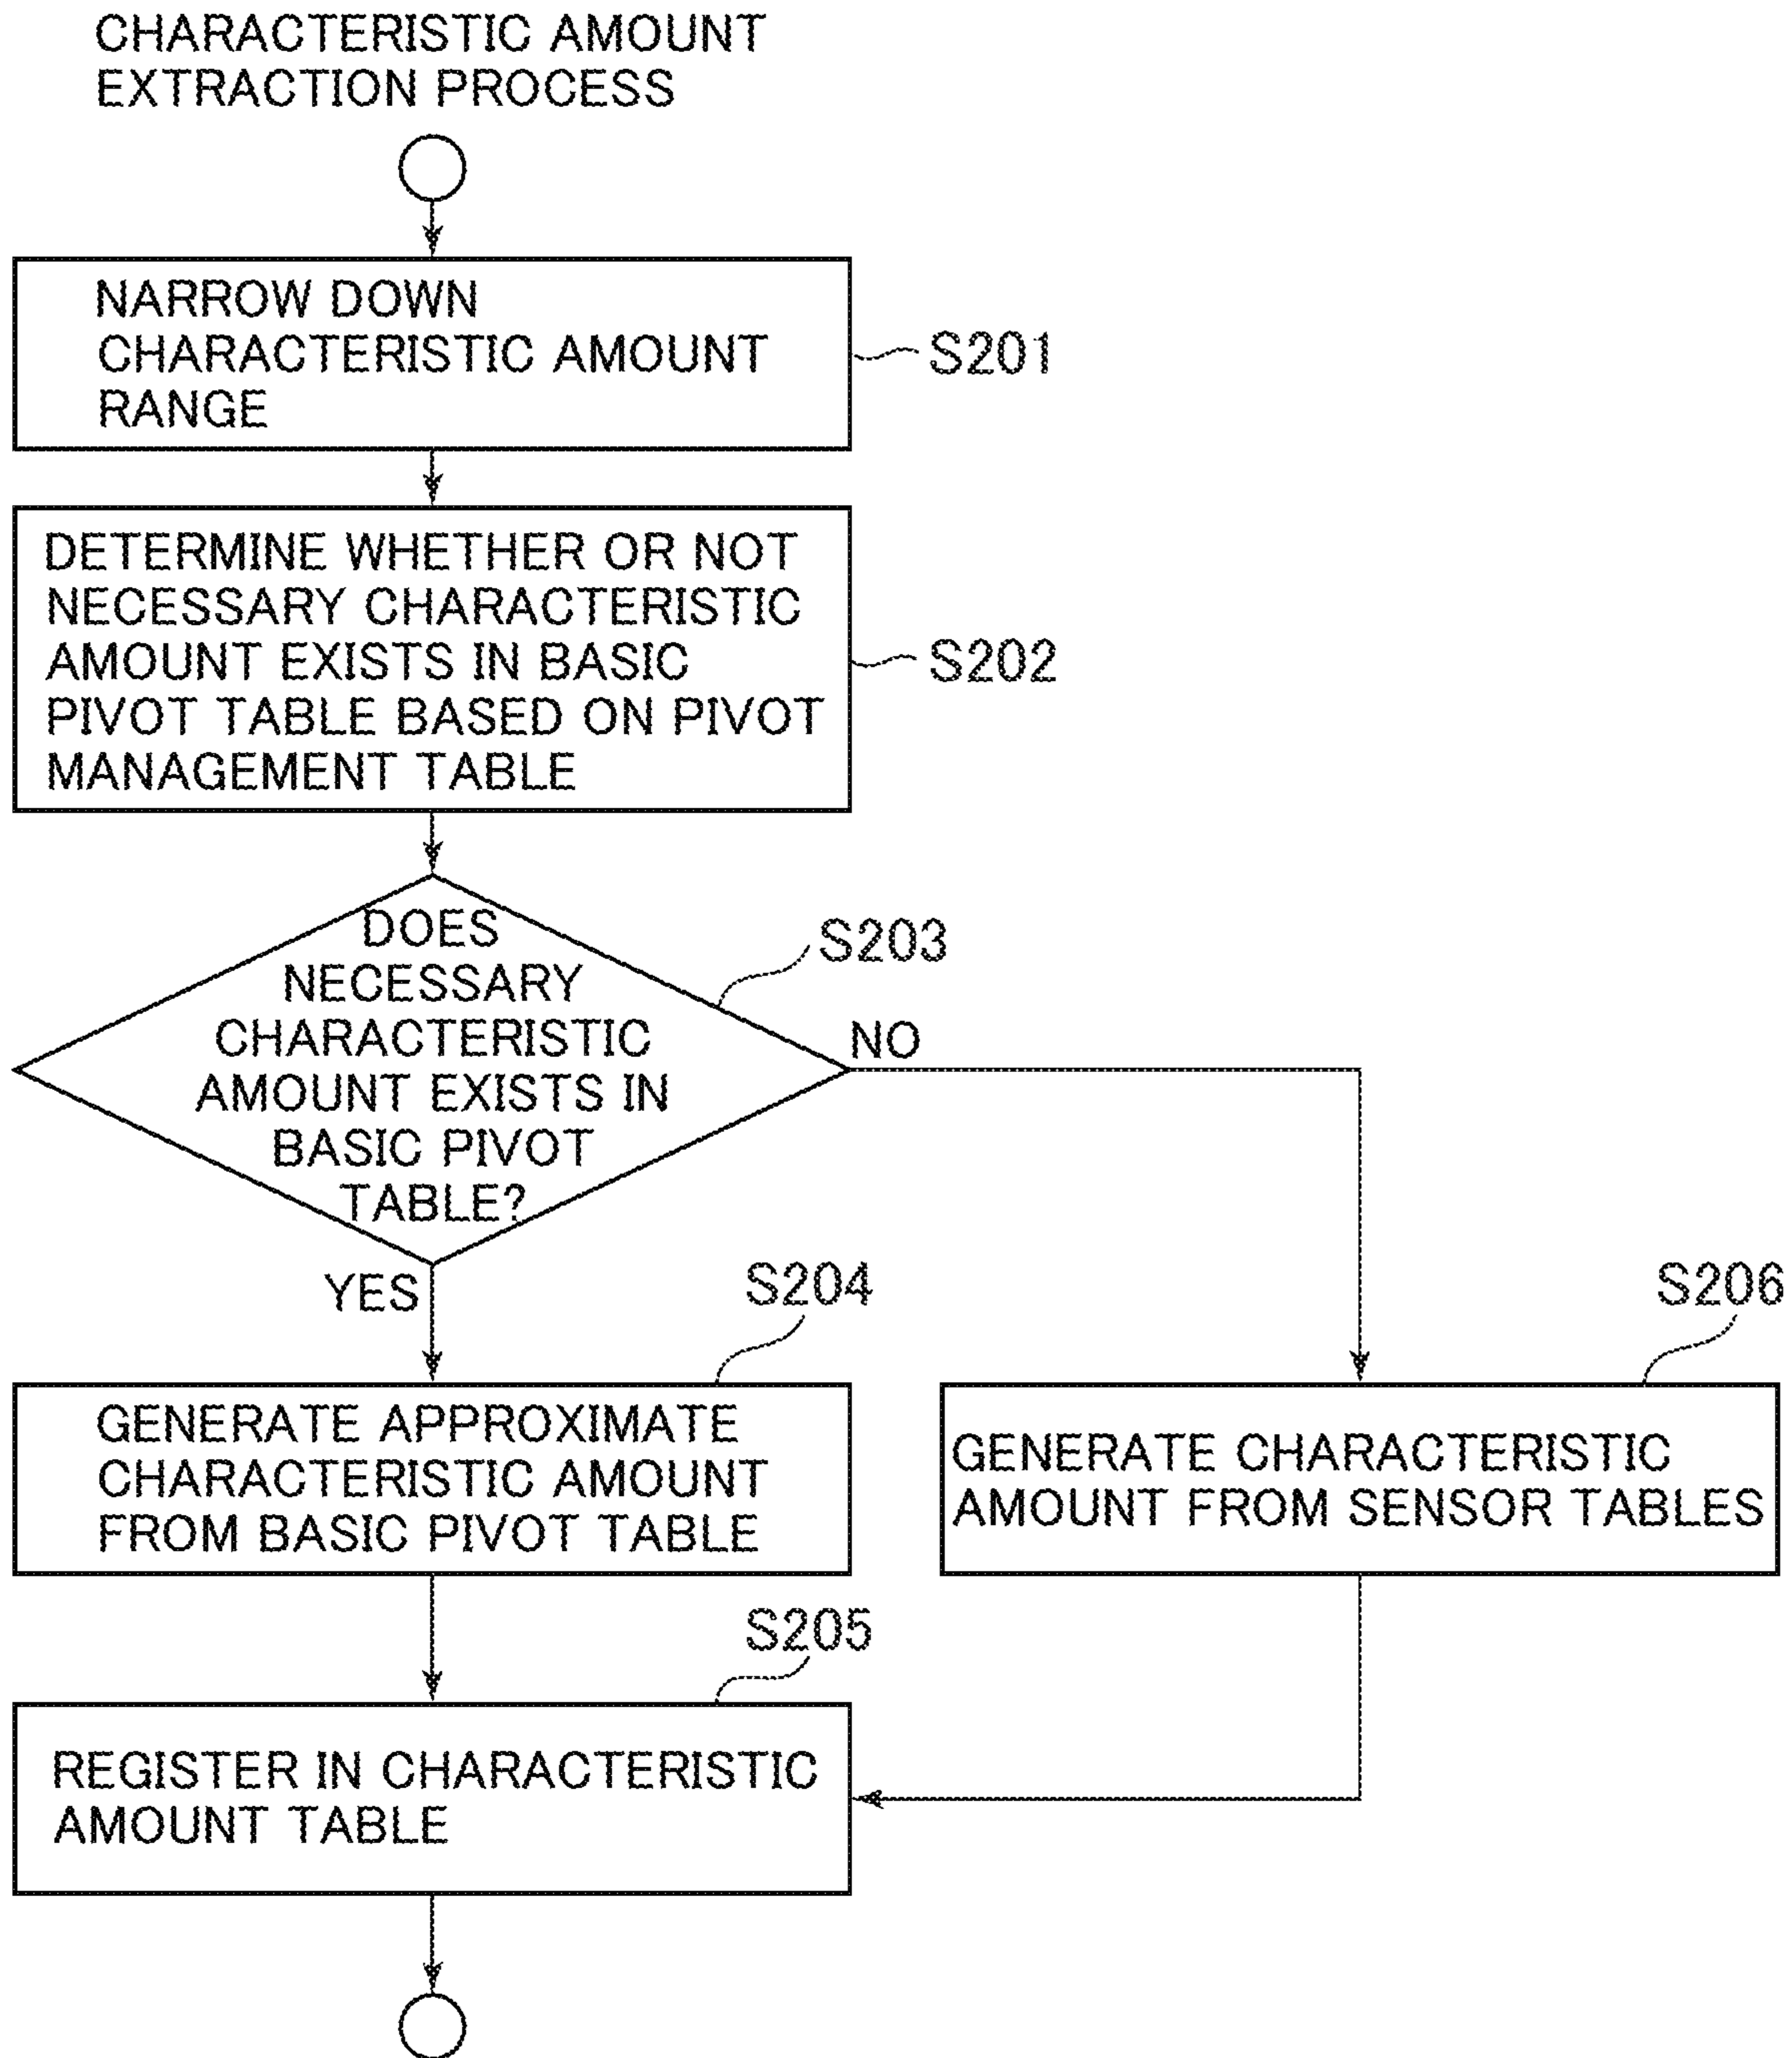 CHARACTERISTIC AMOUNT
EXTRACTION PROCESS
NARROW DOWN
CHARACTERISTIC AMOUNT
RANGE
S201
DETERMINE WHETHER OR NOT
NECESSARY CHARACTERISTIC
AMOUNT EXISTS IN BASIC
PIVOT TABLE BASED ON PIVOT
MANAGEMENT TABLE
S202
DOES
NECESSARY
CHARACTERISTIC
AMOUNT EXISTS IN
BASIC PIVOT
TABLE?
S203
NO
YES
S204
GENERATE APPROXIMATE
CHARACTERISTIC AMOUNT
FROM BASIC PIVOT TABLE
S206
GENERATE CHARACTERISTIC
AMOUNT FROM SENSOR TABLES
S205
REGISTER IN CHARACTERISTIC
AMOUNT TABLE